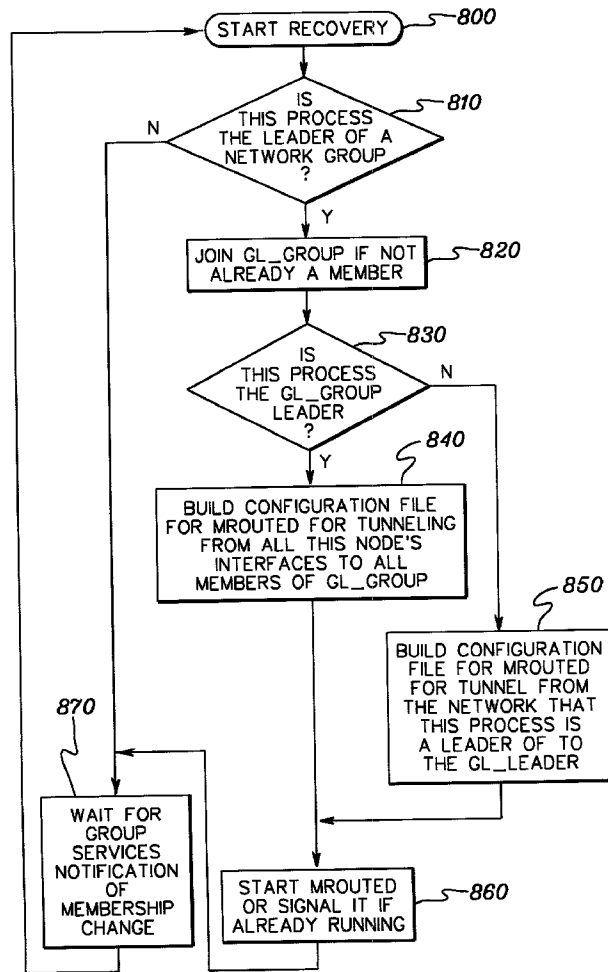 START RECOVERY
800
IS
THIS PROCESS
THE LEADER OF A
NETWORK GROUP
?
810
N
Y
JOIN GL_GROUP IF NOT
ALREADY A MEMBER
820
IS
THIS PROCESS
THE GL_GROUP
LEADER
?
830
N
Y
840
BUILD CONFIGURATION FILE
FOR MROUTED FOR TUNNELING
FROM ALL THIS NODE'S
INTERFACES TO ALL
MEMBERS OF GL_GROUP
850
BUILD CONFIGURATION
FILE FOR MROUTED
FOR TUNNEL FROM
THE NETWORK THAT
THIS PROCESS IS
A LEADER OF TO
THE GL_LEADER
870
WAIT FOR
GROUP
SERVICES
NOTIFICATION
OF
MEMBERSHIP
CHANGE
START MROUTED
OR SIGNAL IT IF
ALREADY RUNNING
860